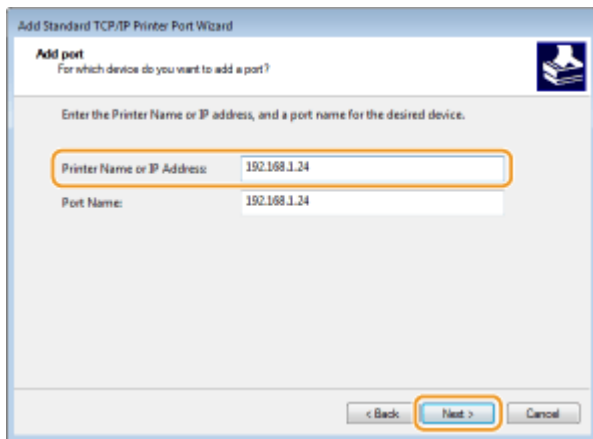 Add Standard TCP/IP Printer Port Wizard
Add port
For which device do you want to add a port?
Enter the Printer Name or IP address, and a port name for the desired device.
Printer Name or IP Address: 192.168.1.24
Port Name: 192.168.1.24
< Back Next > Cancel